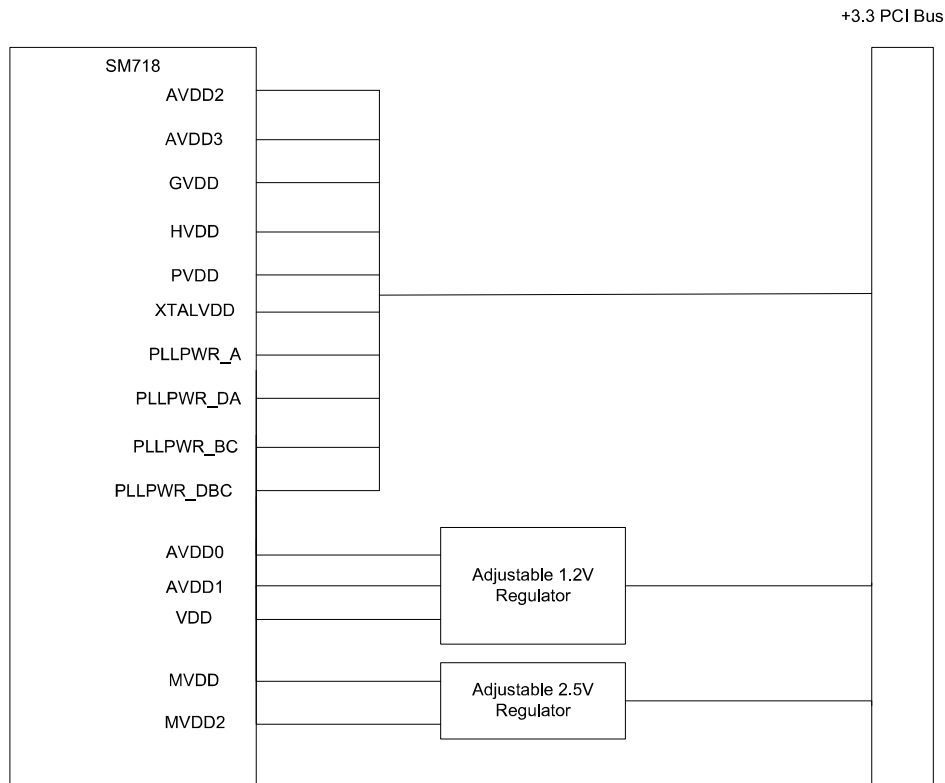 +3.3 PCI Bus
SM718
AVDD2
AVDD3
GVDD
HVDD
PVDD
XTALVDD
PLLPWR_A
PLLPWR_DA
PLLPWR_BC
PLLPWR_DBC
AVDD0
AVDD1
VDD
Adjustable 1.2V
Regulator
MVDD
MVDD2
Adjustable 2.5V
Regulator